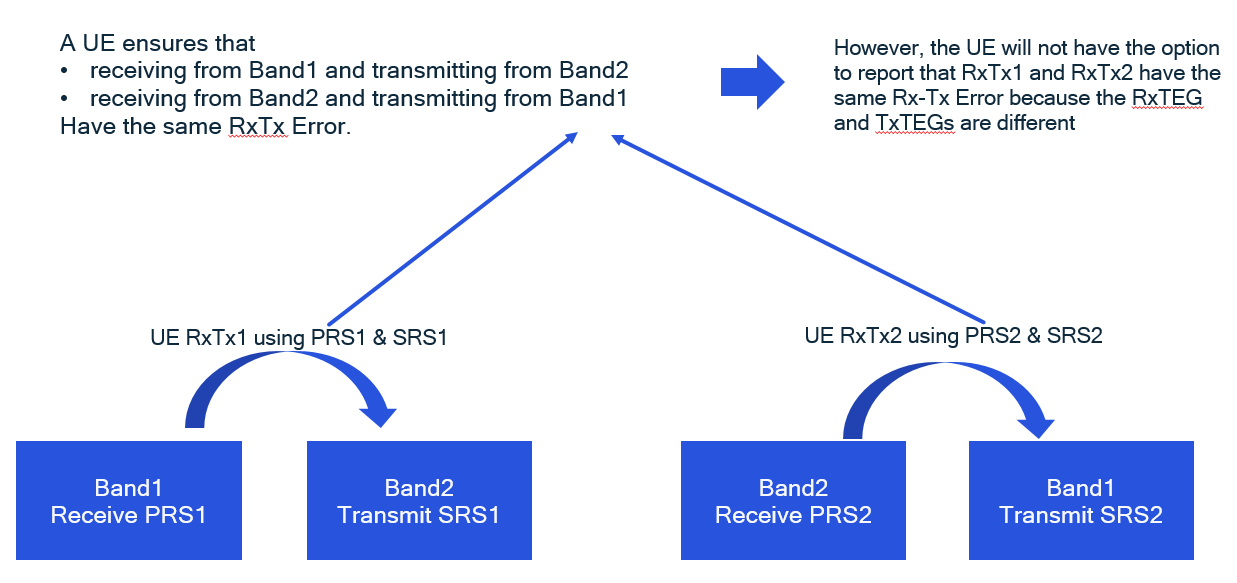 A UE ensures that
• receiving from Band1 and transmitting from Band2
• receiving from Band2 and transmitting from Band1
Have the same RxTx Error.
However, the UE will not have the option
to report that RxTx1 and RxTx2 have the
same Rx-Tx Error because the RxTEG
and TxTEGs are different
UE RxTx1 using PRS1 & SRS1
UE RxTx2 using PRS2 & SRS2
Band1
Receive PRS1
Band2
Transmit SRS1
Band2
Receive PRS2
Band1
Transmit SRS2